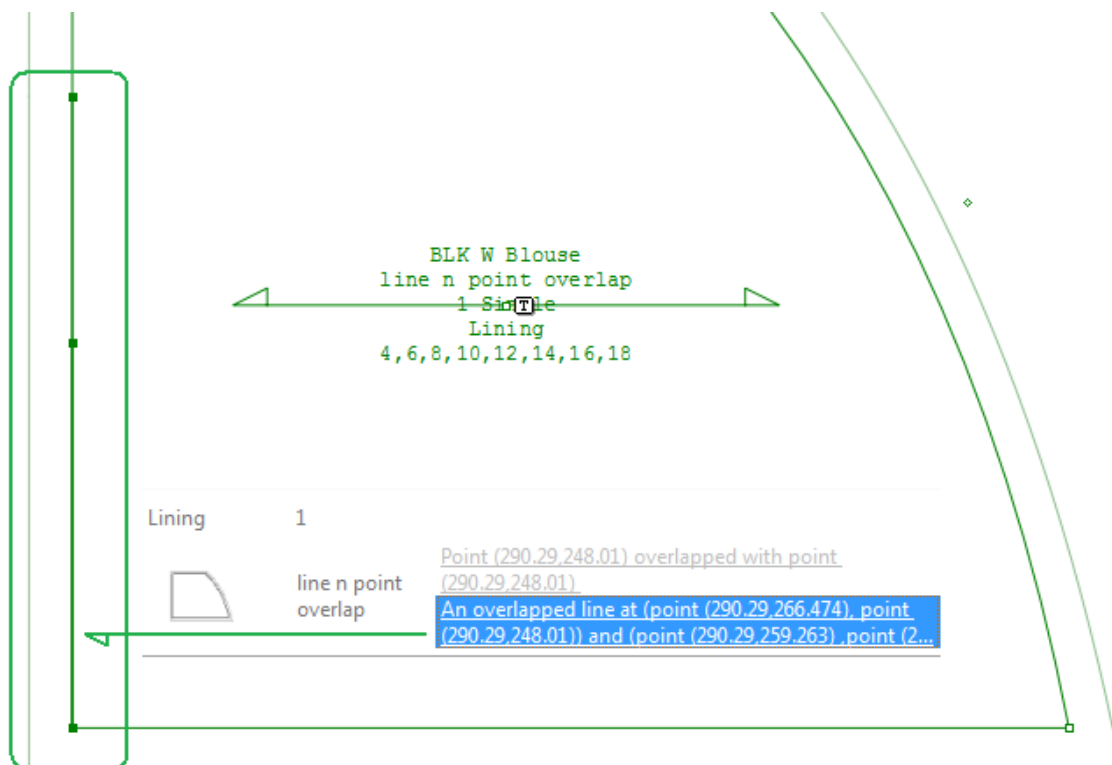 BLK W Blouse
line n point overlap
1 Single
Lining
4,6,8,10,12,14,16,18
T
Lining 1
line n point
overlap
Point (290.29,248.01) overlapped with point
(290.29,248.01)
An overlapped line at (point (290.29,266.474), point
(290.29,248.01)) and (point (290.29,259.263) ,point (2...